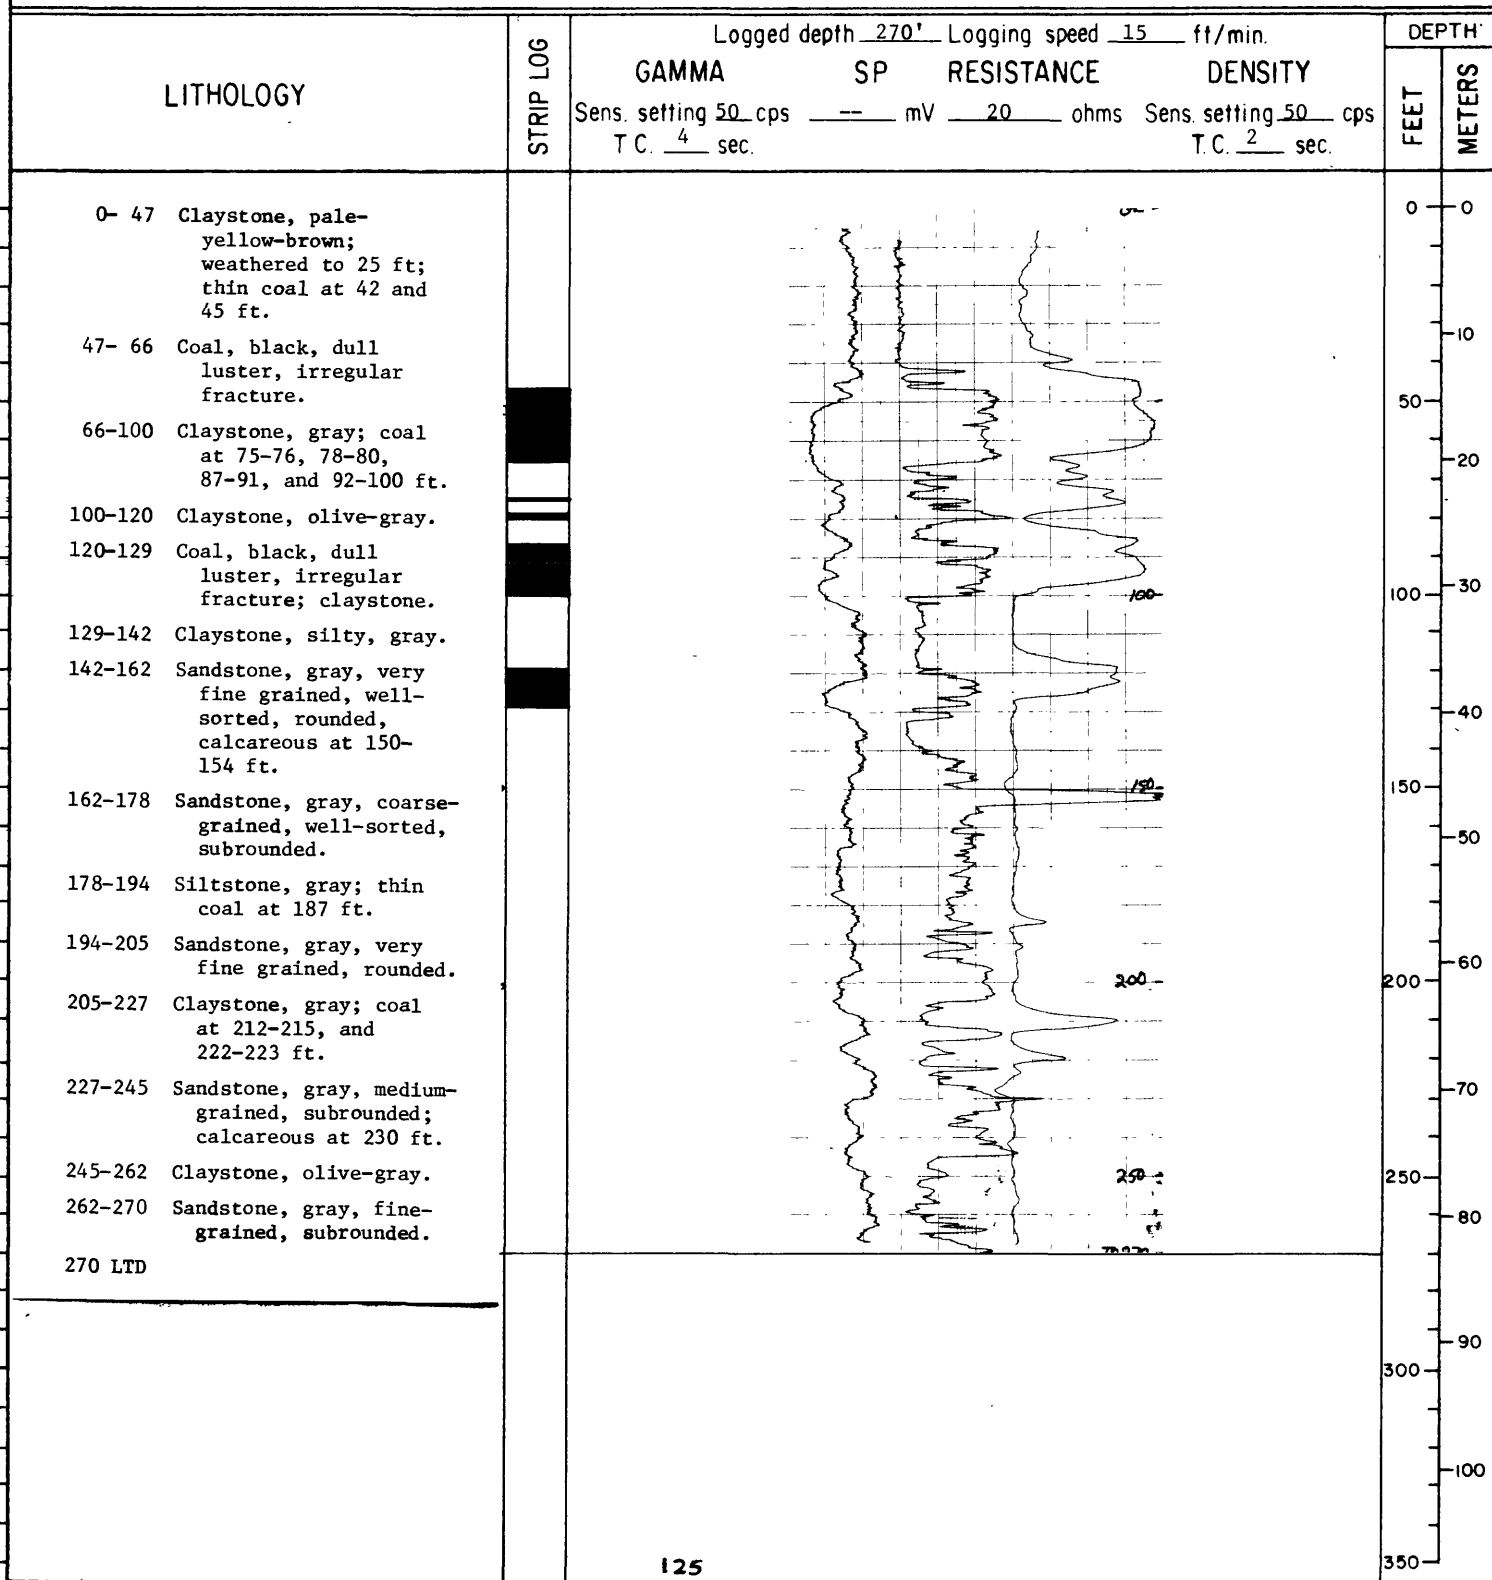 Logged depth 270' Logging speed 15 ft/min.
DEPTH
LITHOLOGY
STRIP LOG
GAMMA SP RESISTANCE DENSITY
Sens. setting 50 cps -- mV 20 ohms Sens. setting 50 cps
T C. 4 sec. T. C. 2 sec.
FEET
METERS
0- 47 Claystone, pale-
yellow-brown;
weathered to 25 ft;
thin coal at 42 and
45 ft.
47- 66 Coal, black, dull
luster, irregular
fracture.
66-100 Claystone, gray; coal
at 75-76, 78-80,
87-91, and 92-100 ft.
100-120 Claystone, olive-gray.
120-129 Coal, black, dull
luster, irregular
fracture; claystone.
129-142 Claystone, silty, gray.
142-162 Sandstone, gray, very
fine grained, well-
sorted, rounded,
calcareous at 150-
154 ft.
162-178 Sandstone, gray, coarse-
grained, well-sorted,
subrounded.
178-194 Siltstone, gray; thin
coal at 187 ft.
194-205 Sandstone, gray, very
fine grained, rounded.
205-227 Claystone, gray; coal
at 212-215, and
222-223 ft.
227-245 Sandstone, gray, medium-
grained, subrounded;
calcareous at 230 ft.
245-262 Claystone, olive-gray.
262-270 Sandstone, gray, fine-
grained, subrounded.
270 LTD
100
150
200
250
0 0
10
50
20
100 30
40
150
50
60
200
70
250
80
90
300
100
350
125